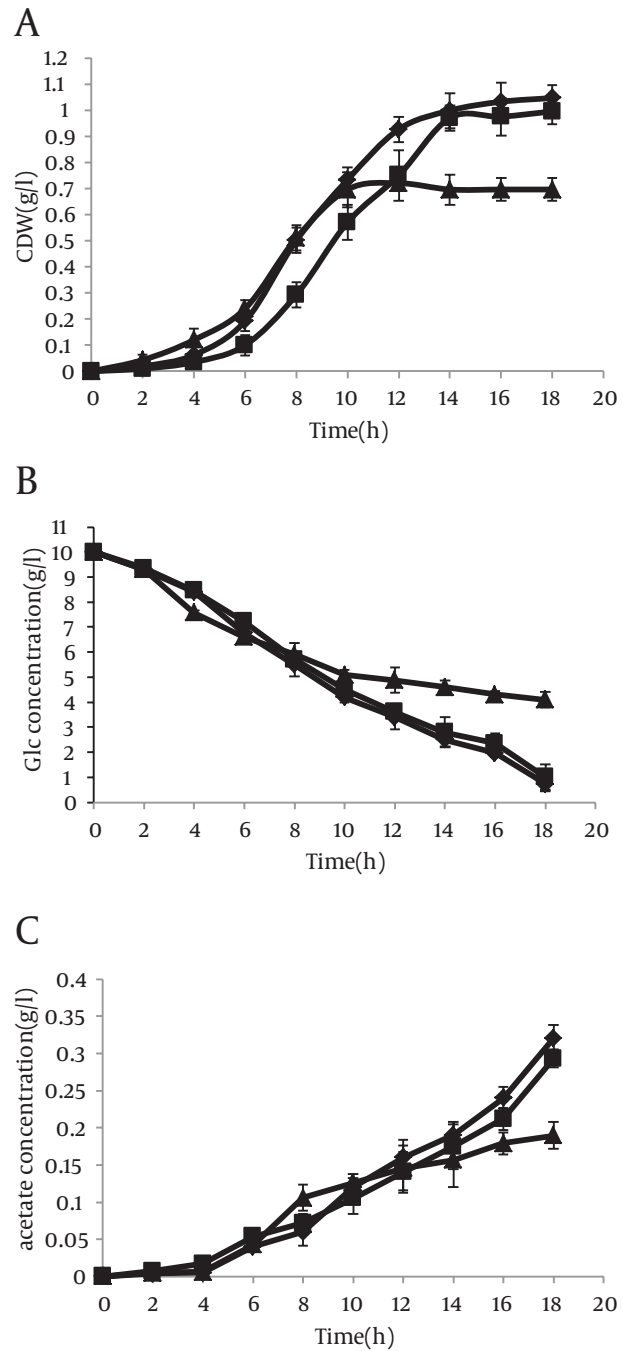 A
CDW(g/l)
1.2
1.1
1
0.9
0.8
0.7
0.6
0.5
0.4
0.3
0.2
0.1
0
0 2 4 6 8 10 12 14 16 18 20
Time(h)
B
Glc concentration(g/l)
11
10
9
8
7
6
5
4
3
2
1
0
0 2 4 6 8 10 12 14 16 18 20
Time(h)
C
acetate concentration(g/l)
0.4
0.35
0.3
0.25
0.2
0.15
0.1
0.05
0
0 2 4 6 8 10 12 14 16 18 20
Time(h)